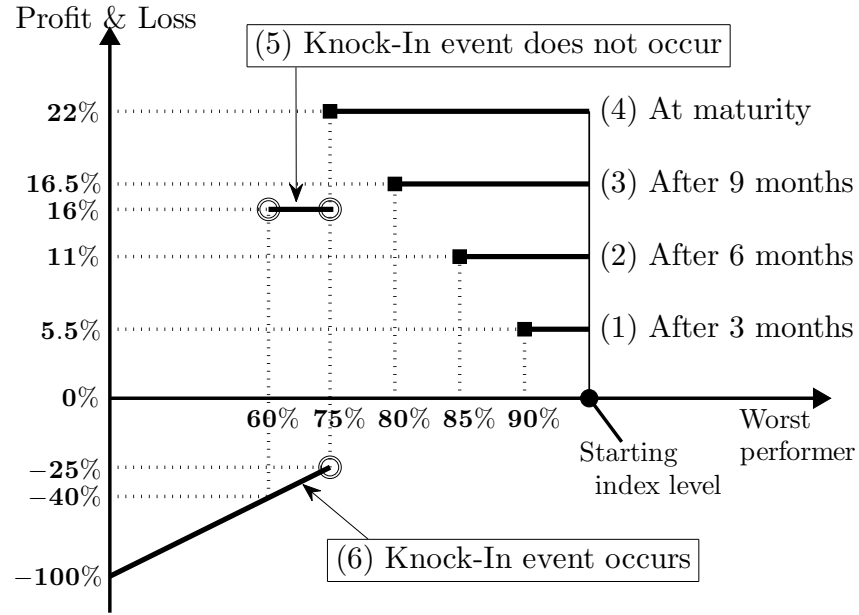 Profit & Loss
(5) Knock-In event does not occur
22%
(4) At maturity
16.5%
(3) After 9 months
16%
11%
(2) After 6 months
5.5%
(1) After 3 months
0%
60% 75% 80% 85% 90%
Worst
performer
Starting
index level
−25%
−40%
(6) Knock-In event occurs
−100%